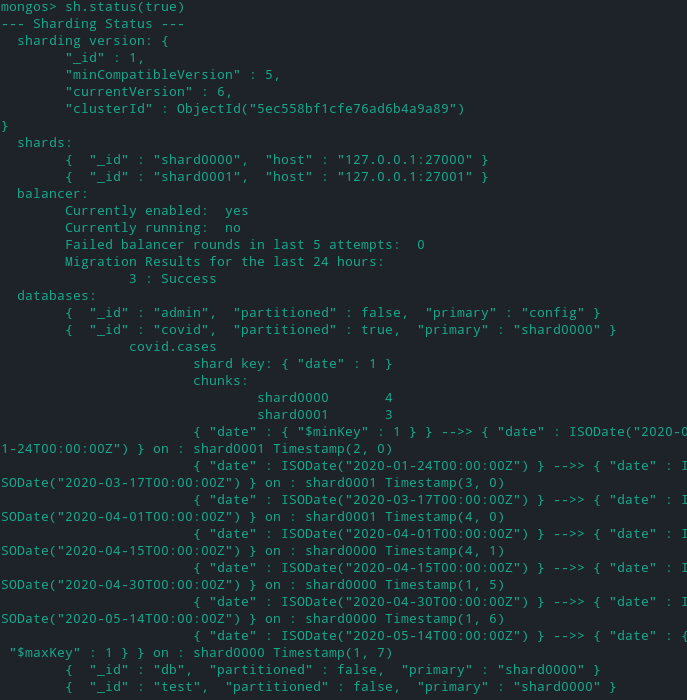 mongos> sh.status(true)
--- Sharding Status ---
  sharding version: {
        "_id" : 1,
        "minCompatibleVersion" : 5,
        "currentVersion" : 6,
        "clusterId" : ObjectId("5ec558bf1cfe76ad6b4a9a89")
}
  shards:
        {  "_id" : "shard0000",  "host" : "127.0.0.1:27000" }
        {  "_id" : "shard0001",  "host" : "127.0.0.1:27001" }
  balancer:
        Currently enabled:  yes
        Currently running:  no
        Failed balancer rounds in last 5 attempts:  0
        Migration Results for the last 24 hours:
                3 : Success
  databases:
        {  "_id" : "admin",  "partitioned" : false,  "primary" : "config" }
        {  "_id" : "covid",  "partitioned" : true,  "primary" : "shard0000" }
                covid.cases
                        shard key: { "date" : 1 }
                        chunks:
                                shard0000       4
                                shard0001       3
                        { "date" : { "$minKey" : 1 } } -->> { "date" : ISODate("2020-0
1-24T00:00:00Z") } on : shard0001 Timestamp(2, 0)
                        { "date" : ISODate("2020-01-24T00:00:00Z") } -->> { "date" : I
SODate("2020-03-17T00:00:00Z") } on : shard0001 Timestamp(3, 0)
                        { "date" : ISODate("2020-03-17T00:00:00Z") } -->> { "date" : I
SODate("2020-04-01T00:00:00Z") } on : shard0001 Timestamp(4, 0)
                        { "date" : ISODate("2020-04-01T00:00:00Z") } -->> { "date" : I
SODate("2020-04-15T00:00:00Z") } on : shard0000 Timestamp(4, 1)
                        { "date" : ISODate("2020-04-15T00:00:00Z") } -->> { "date" : I
SODate("2020-04-30T00:00:00Z") } on : shard0000 Timestamp(1, 5)
                        { "date" : ISODate("2020-04-30T00:00:00Z") } -->> { "date" : I
SODate("2020-05-14T00:00:00Z") } on : shard0000 Timestamp(1, 6)
                        { "date" : ISODate("2020-05-14T00:00:00Z") } -->> { "date" : {
 "$maxKey" : 1 } } on : shard0000 Timestamp(1, 7)
        {  "_id" : "db",  "partitioned" : false,  "primary" : "shard0000" }
        {  "_id" : "test",  "partitioned" : false,  "primary" : "shard0000" }